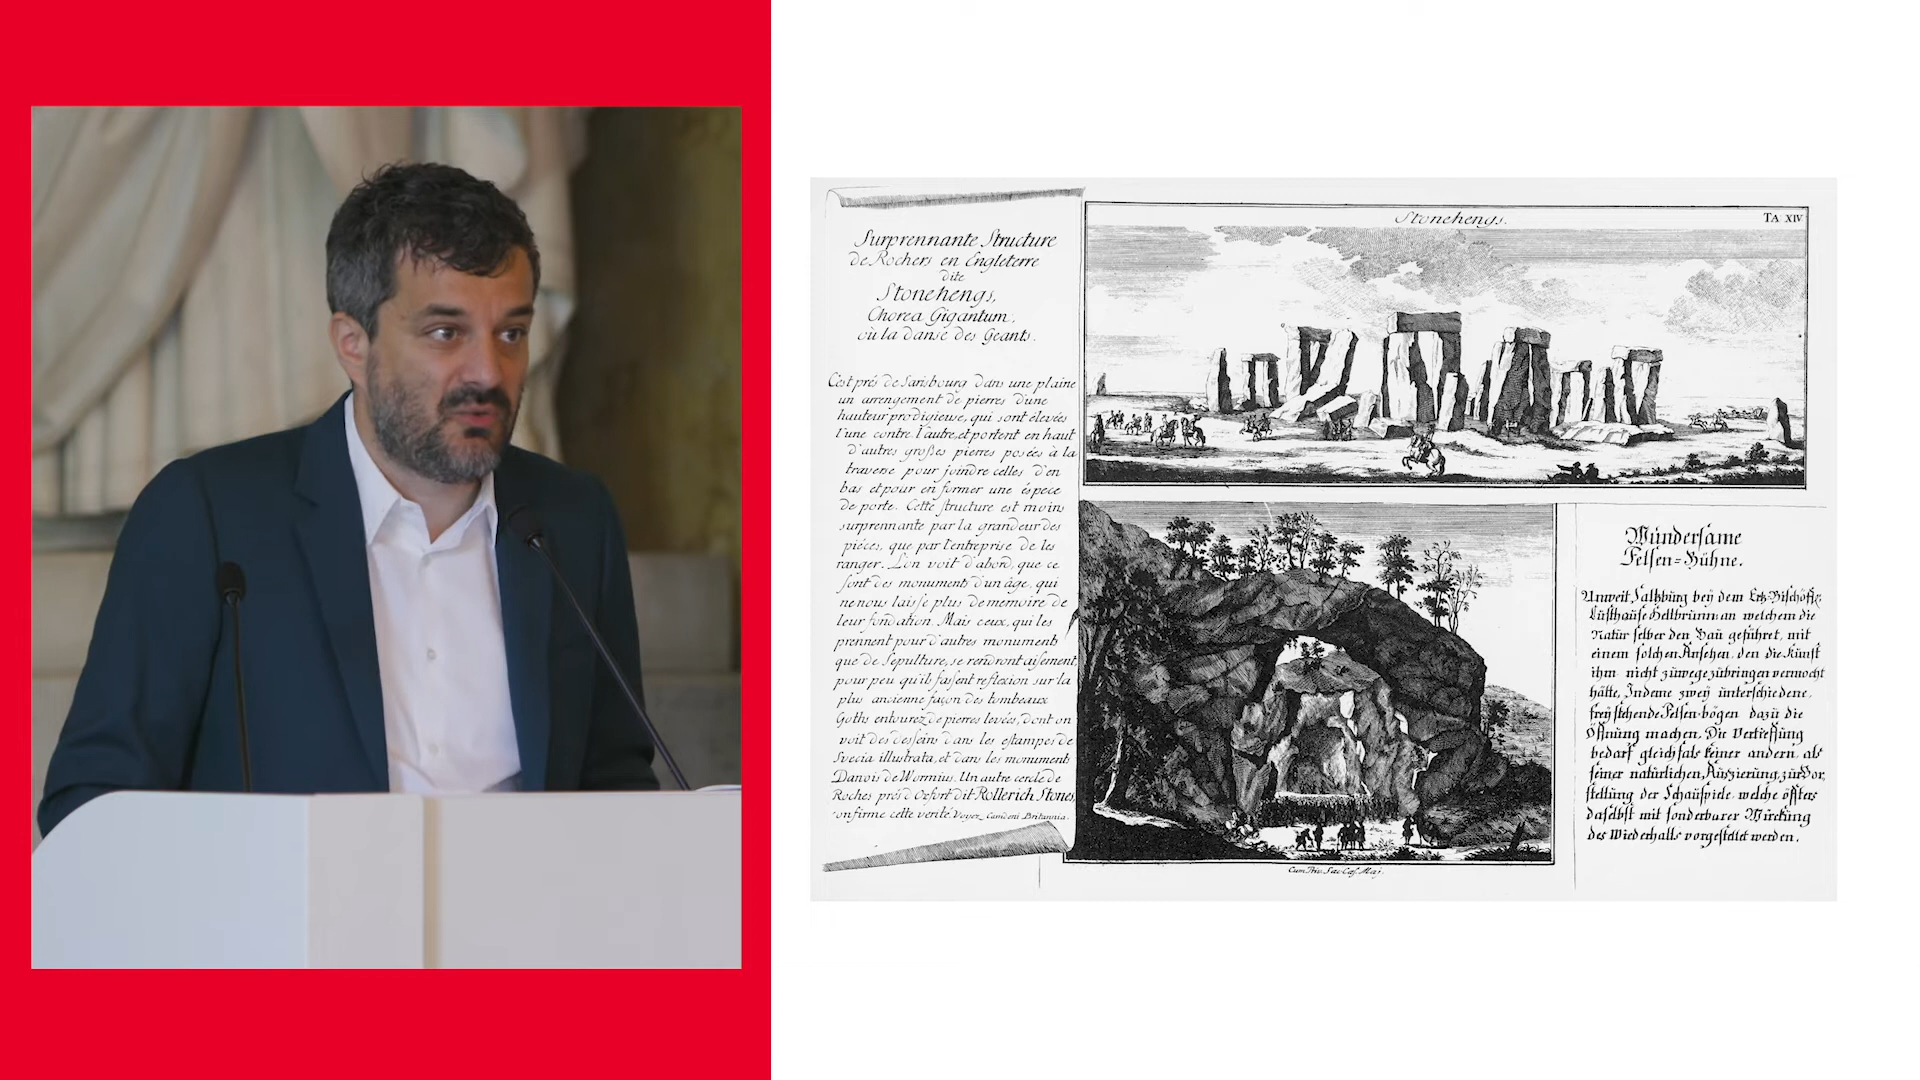 Surprennante Structure
de Rochers en Engleterre
dite
Stonehengs,
Chorea Gigantum,
où la danse des Geants.
C'est prés de Sarisbourg dans une plaine
un arrengement de pierres d'une
hauteur prodigieuse, qui sont élevées
l'une contre l'autre, et portent en haut
d'autres großes pierres posées à la
traverse pour joindre celles d'en
bas et pour en former une éspece
de porte. Cette structure est moins
surprennante par la grandeur des
piéces, que par l'entreprise de les
ranger. L'on voit d'abord, que ce
sont des monuments d'un âge, qui
ne nous laisse plus de memoire de
leur fondation. Mais ceux, qui les
prennent pour d'autres monuments
que de Sepulture, se rendront aisement,
pour peu qu'ils fassent reflexion sur la
plus ancienne façon des tombeaux
Goths entourez de pierres levées, dont on
voit des desseins dans les estampes de
Svecia illustrata, et dans les monuments
Danois de Wormius. Un autre cercle de
Roches prés d'Oxfort dit Rollerich Stones,
confirme cette verité. Voyez Camdeni Britannia.
Stonehengs.
TA. XIV
Cum Priv. Sac. Cæs. Maj.
Wundersame
Felsen=Bühne.
Unweit Saltzburg bey dem Ertz-Bischöffl:
Lusthause Hellbrunn: an welchem die
Natur selber den Bau geführet, mit
einem solchen Ansehen, den die Kunst
ihm nicht zuwege zubringen vermocht
hätte, Indeme zwey unterschiedene,
frey stehende Felsen-bögen dazu die
Öffnung machen. Die Vertieffung
bedarf gleichfals keiner andern, als
seiner natürlichen Auszierung, zur Vor,
stellung der Schauspiele, welche öffters
daselbst mit sonderbarer Würckung
des Wiederhalls vorgestellet werden.